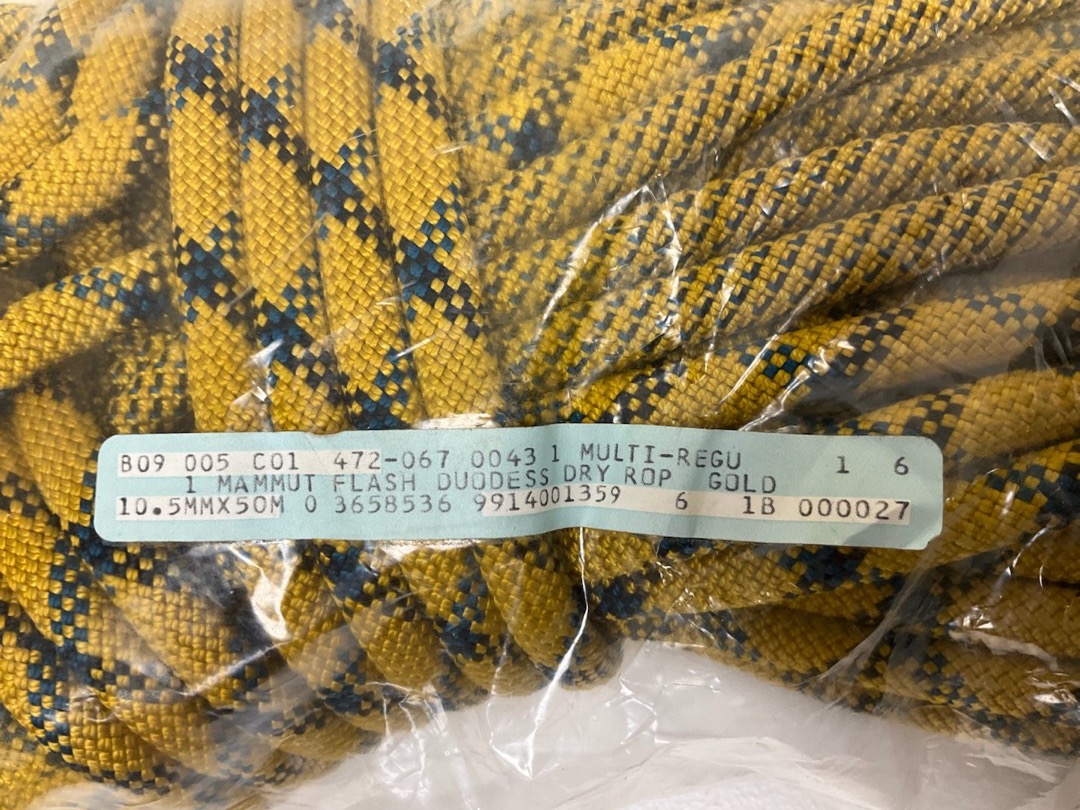 B09 005 C01 472-067 0043 1 MULTI-REGU 1 6
1 MAMMUT FLASH DUODESS DRY ROP GOLD
10.5MMX50M 0 3658536 9914001359 6 1B 000027